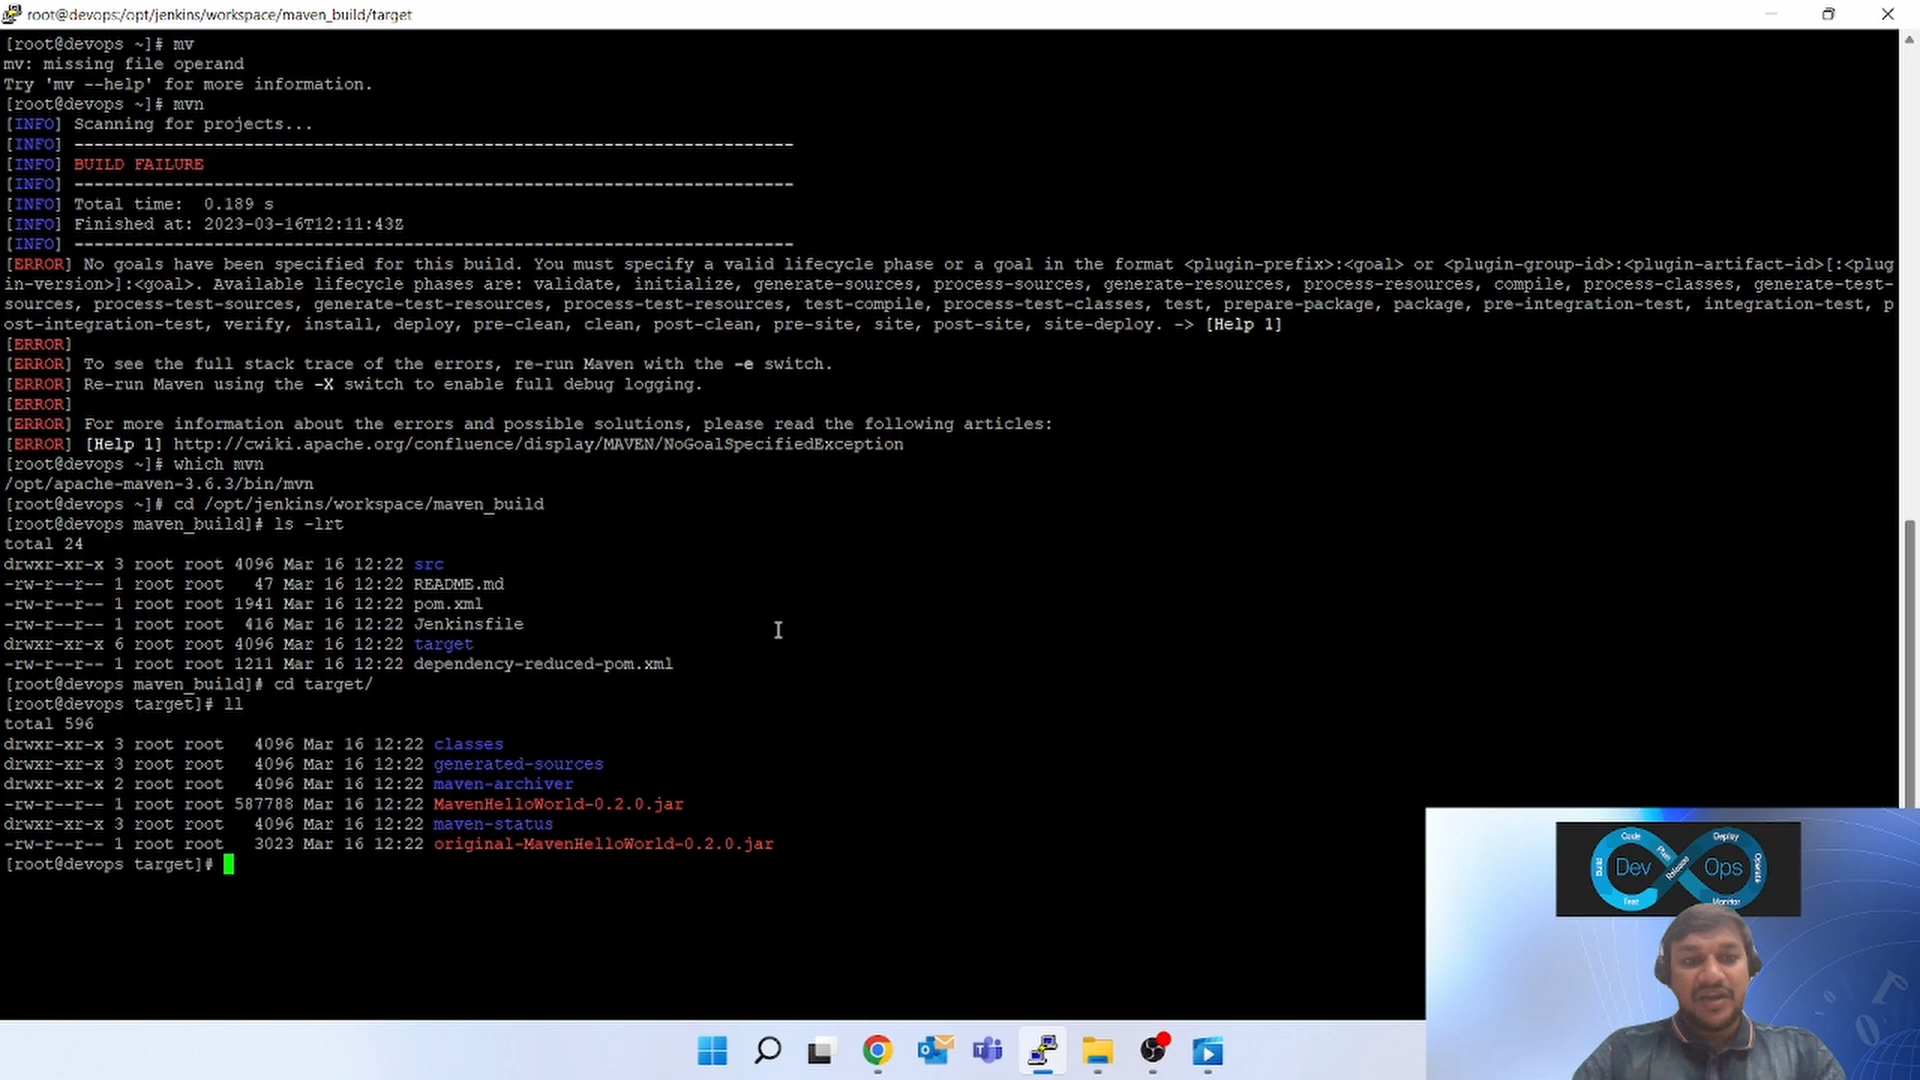 root@devops:/opt/jenkins/workspace/maven_build/target
[root@devops ~]# mv
mv: missing file operand
Try 'mv --help' for more information.
[root@devops ~]# mvn
[INFO] Scanning for projects...
[INFO] ------------------------------------------------------------------------
[INFO] BUILD FAILURE
[INFO] ------------------------------------------------------------------------
[INFO] Total time:  0.189 s
[INFO] Finished at: 2023-03-16T12:11:43Z
[INFO] ------------------------------------------------------------------------
[ERROR] No goals have been specified for this build. You must specify a valid lifecycle phase or a goal in the format <plugin-prefix>:<goal> or <plugin-group-id>:<plugin-artifact-id>[:<plug
in-version>]:<goal>. Available lifecycle phases are: validate, initialize, generate-sources, process-sources, generate-resources, process-resources, compile, process-classes, generate-test-
sources, process-test-sources, generate-test-resources, process-test-resources, test-compile, process-test-classes, test, prepare-package, package, pre-integration-test, integration-test, p
ost-integration-test, verify, install, deploy, pre-clean, clean, post-clean, pre-site, site, post-site, site-deploy. -> [Help 1]
[ERROR]
[ERROR] To see the full stack trace of the errors, re-run Maven with the -e switch.
[ERROR] Re-run Maven using the -X switch to enable full debug logging.
[ERROR]
[ERROR] For more information about the errors and possible solutions, please read the following articles:
[ERROR] [Help 1] http://cwiki.apache.org/confluence/display/MAVEN/NoGoalSpecifiedException
[root@devops ~]# which mvn
/opt/apache-maven-3.6.3/bin/mvn
[root@devops ~]# cd /opt/jenkins/workspace/maven_build
[root@devops maven_build]# ls -lrt
total 24
drwxr-xr-x 3 root root 4096 Mar 16 12:22 src
-rw-r--r-- 1 root root   47 Mar 16 12:22 README.md
-rw-r--r-- 1 root root 1941 Mar 16 12:22 pom.xml
-rw-r--r-- 1 root root  416 Mar 16 12:22 Jenkinsfile
drwxr-xr-x 6 root root 4096 Mar 16 12:22 target
-rw-r--r-- 1 root root 1211 Mar 16 12:22 dependency-reduced-pom.xml
[root@devops maven_build]# cd target/
[root@devops target]# ll
total 596
drwxr-xr-x 3 root root   4096 Mar 16 12:22 classes
drwxr-xr-x 3 root root   4096 Mar 16 12:22 generated-sources
drwxr-xr-x 2 root root   4096 Mar 16 12:22 maven-archiver
-rw-r--r-- 1 root root 587788 Mar 16 12:22 MavenHelloWorld-0.2.0.jar
drwxr-xr-x 3 root root   4096 Mar 16 12:22 maven-status
-rw-r--r-- 1 root root   3023 Mar 16 12:22 original-MavenHelloWorld-0.2.0.jar
[root@devops target]#
Code
Deploy
Plan
Release
Operate
Dev
Ops
Test
Monitor